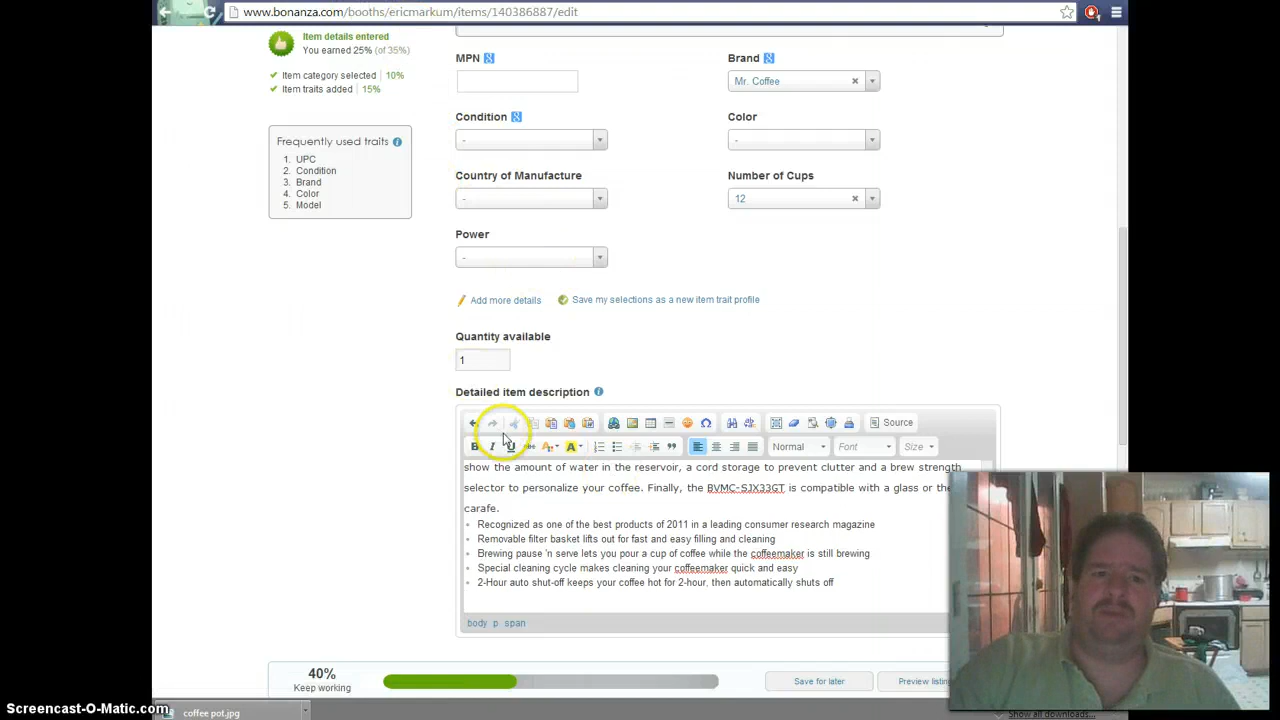 www.bonanza.com/booths/ericmarkum/items/140386887/edit
Item details entered
You earned 25% (of 35%)
Item category selected 10%
Item traits added 15%
Frequently used traits
1. UPC
2. Condition
3. Brand
4. Color
5. Model
MPN
Brand
Mr. Coffee
Condition
-
Color
-
Country of Manufacture
-
Number of Cups
12
Power
-
Add more details
Save my selections as a new item trait profile
Quantity available
1
Detailed item description
Source
B I U abc A A Normal Font Size
show the amount of water in the reservoir, a cord storage to prevent clutter and a brew strength
selector to personalize your coffee. Finally, the BVMC-SJX33GT is compatible with a glass or the
carafe.
Recognized as one of the best products of 2011 in a leading consumer research magazine
Removable filter basket lifts out for fast and easy filling and cleaning
Brewing pause 'n serve lets you pour a cup of coffee while the coffeemaker is still brewing
Special cleaning cycle makes cleaning your coffeemaker quick and easy
2-Hour auto shut-off keeps your coffee hot for 2-hour, then automatically shuts off
body p span
40%
Keep working
Save for later
Preview listing
Screencast-O-Matic.com
coffee pot.jpg
Show all downloads...